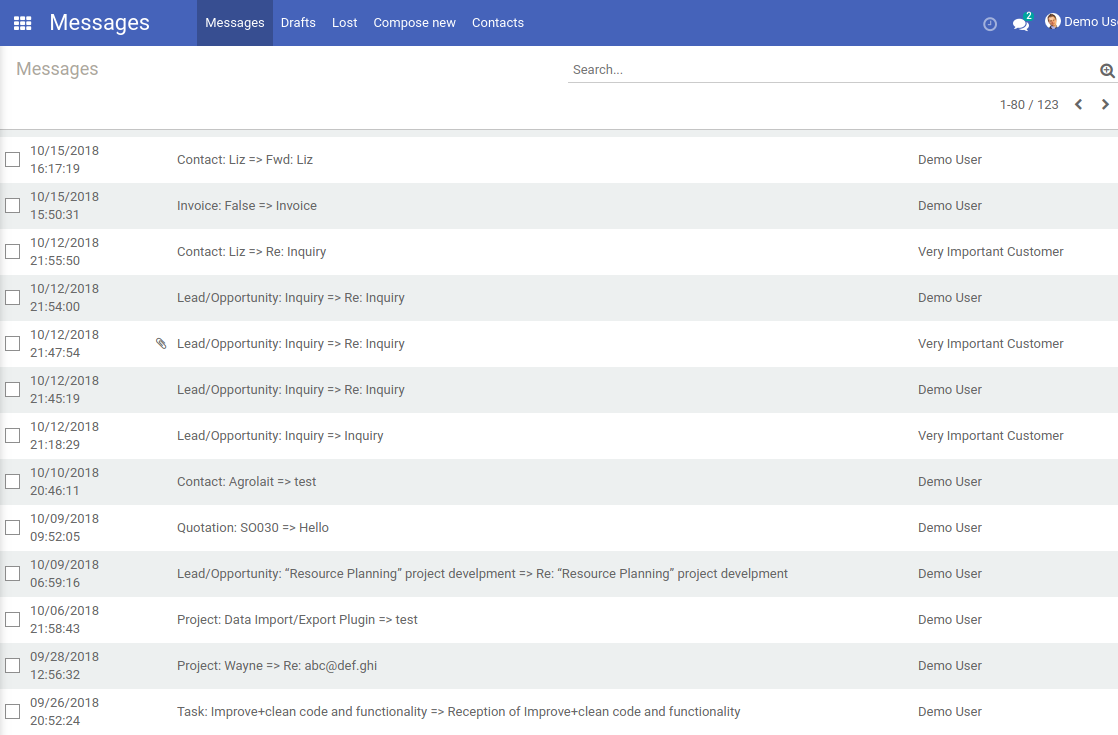 Messages Messages Drafts Lost Compose new Contacts 2 Demo Us
Messages Search...
1-80 / 123
10/15/2018
16:17:19
Contact: Liz => Fwd: Liz Demo User
10/15/2018
15:50:31
Invoice: False => Invoice Demo User
10/12/2018
21:55:50
Contact: Liz => Re: Inquiry Very Important Customer
10/12/2018
21:54:00
Lead/Opportunity: Inquiry => Re: Inquiry Demo User
10/12/2018
21:47:54
Lead/Opportunity: Inquiry => Re: Inquiry Very Important Customer
10/12/2018
21:45:19
Lead/Opportunity: Inquiry => Re: Inquiry Demo User
10/12/2018
21:18:29
Lead/Opportunity: Inquiry => Inquiry Very Important Customer
10/10/2018
20:46:11
Contact: Agrolait => test Demo User
10/09/2018
09:52:05
Quotation: SO030 => Hello Demo User
10/09/2018
06:59:16
Lead/Opportunity: “Resource Planning” project develpment => Re: “Resource Planning” project develpment Demo User
10/06/2018
21:58:43
Project: Data Import/Export Plugin => test Demo User
09/28/2018
12:56:32
Project: Wayne => Re: abc@def.ghi Demo User
09/26/2018
20:52:24
Task: Improve+clean code and functionality => Reception of Improve+clean code and functionality Demo User